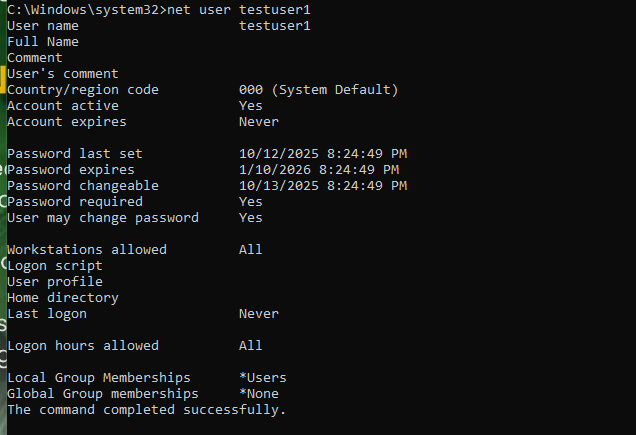 C:\Windows\system32>net user testuser1
User name                    testuser1
Full Name
Comment
User's comment
Country/region code          000 (System Default)
Account active               Yes
Account expires              Never

Password last set            10/12/2025 8:24:49 PM
Password expires             1/10/2026 8:24:49 PM
Password changeable          10/13/2025 8:24:49 PM
Password required            Yes
User may change password     Yes

Workstations allowed         All
Logon script
User profile
Home directory
Last logon                   Never

Logon hours allowed          All

Local Group Memberships      *Users
Global Group memberships     *None
The command completed successfully.